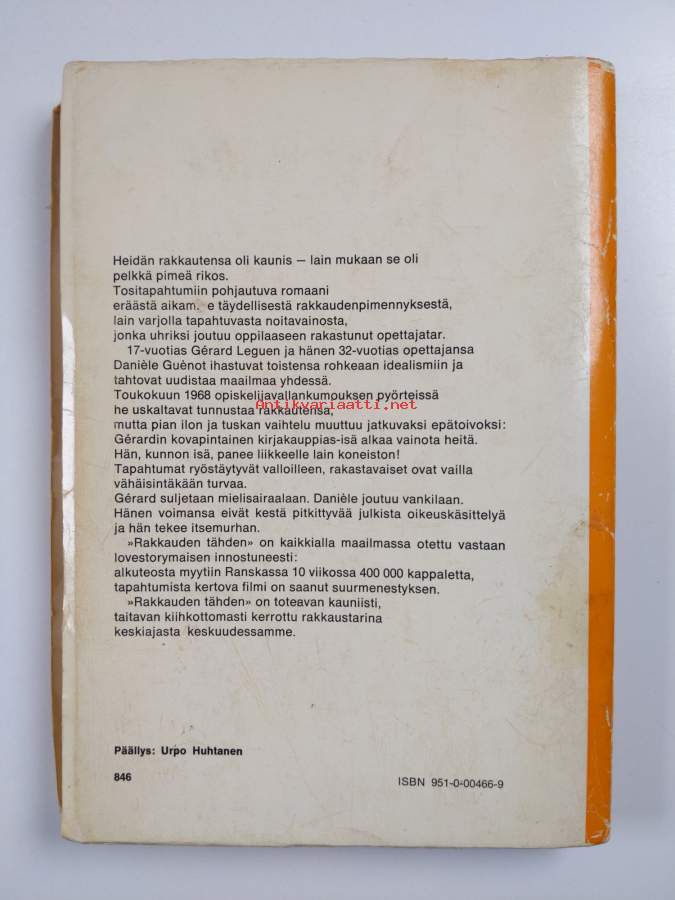 Heidän rakkautensa oli kaunis — lain mukaan se oli
pelkkä pimeä rikos.
Tositapahtumiin pohjautuva romaani
eräästä aikam. e täydellisestä rakkaudenpimennyksestä,
lain varjolla tapahtuvasta noitavainosta,
jonka uhriksi joutuu oppilaaseen rakastunut opettajatar.
17-vuotias Gérard Leguen ja hänen 32-vuotias opettajansa
Danièle Guènot ihastuvat toistensa rohkeaan idealismiin ja
tahtovat uudistaa maailmaa yhdessä.
Toukokuun 1968 opiskelijavallankumouksen pyörteissä
he uskaltavat tunnustaa rakkautensa,
Antikvariaatti.net
mutta pian ilon ja tuskan vaihtelu muuttuu jatkuvaksi epätoivoksi:
Gérardin kovapintainen kirjakauppias-isä alkaa vainota heitä.
Hän, kunnon isä, panee liikkeelle lain koneiston!
Tapahtumat ryöstäytyvät valloilleen, rakastavaiset ovat vailla
vähäisintäkään turvaa.
Gérard suljetaan mielisairaalaan. Danièle joutuu vankilaan.
Hänen voimansa eivät kestä pitkittyvää julkista oikeuskäsittelyä
ja hän tekee itsemurhan.
»Rakkauden tähden» on kaikkialla maailmassa otettu vastaan
lovestorymaisen innostuneesti:
alkuteosta myytiin Ranskassa 10 viikossa 400 000 kappaletta,
tapahtumista kertova filmi on saanut suurmenestyksen.
»Rakkauden tähden» on toteavan kauniisti,
taitavan kiihkottomasti kerrottu rakkaustarina
keskiajasta keskuudessamme.
Päällys: Urpo Huhtanen
846
ISBN 951-0-00466-9